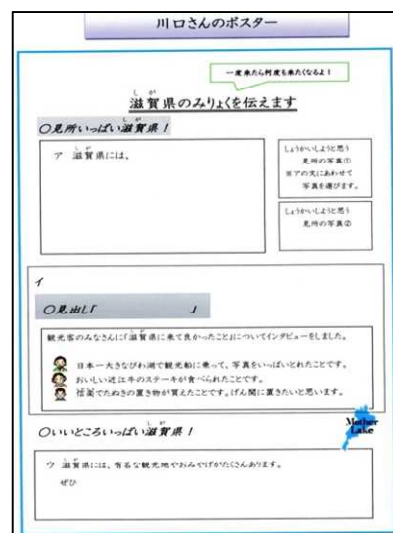 川口さんのポスター
一度来たら何度も来たくなるよ！
しが
滋賀県のみりょくを伝えます
〇見所いっぱい滋賀県！
しが
ア 滋賀県には、
しょうかいしようと思う
見所の写真①
※アの文にあわせて
写真を選びます。
しょうかいしようと思う
見所の写真②
イ
〇見出し「　　　　　」
しが
観光客のみなさんに「滋賀県に来て良かったこと」についてインタビューをしました。
日本一大きなびわ湖で観光船に乗って、写真をいっぱいとれたことです。
おいしい近江牛のステーキが食べられたことです。
信楽でたぬきの置き物が買えたことです。げん関に置きたいと思います。
Mother
Lake
しが
〇いいところいっぱい滋賀県！
しが
ウ 滋賀県には、有名な観光地やおみやげがたくさんあります。
ぜひ